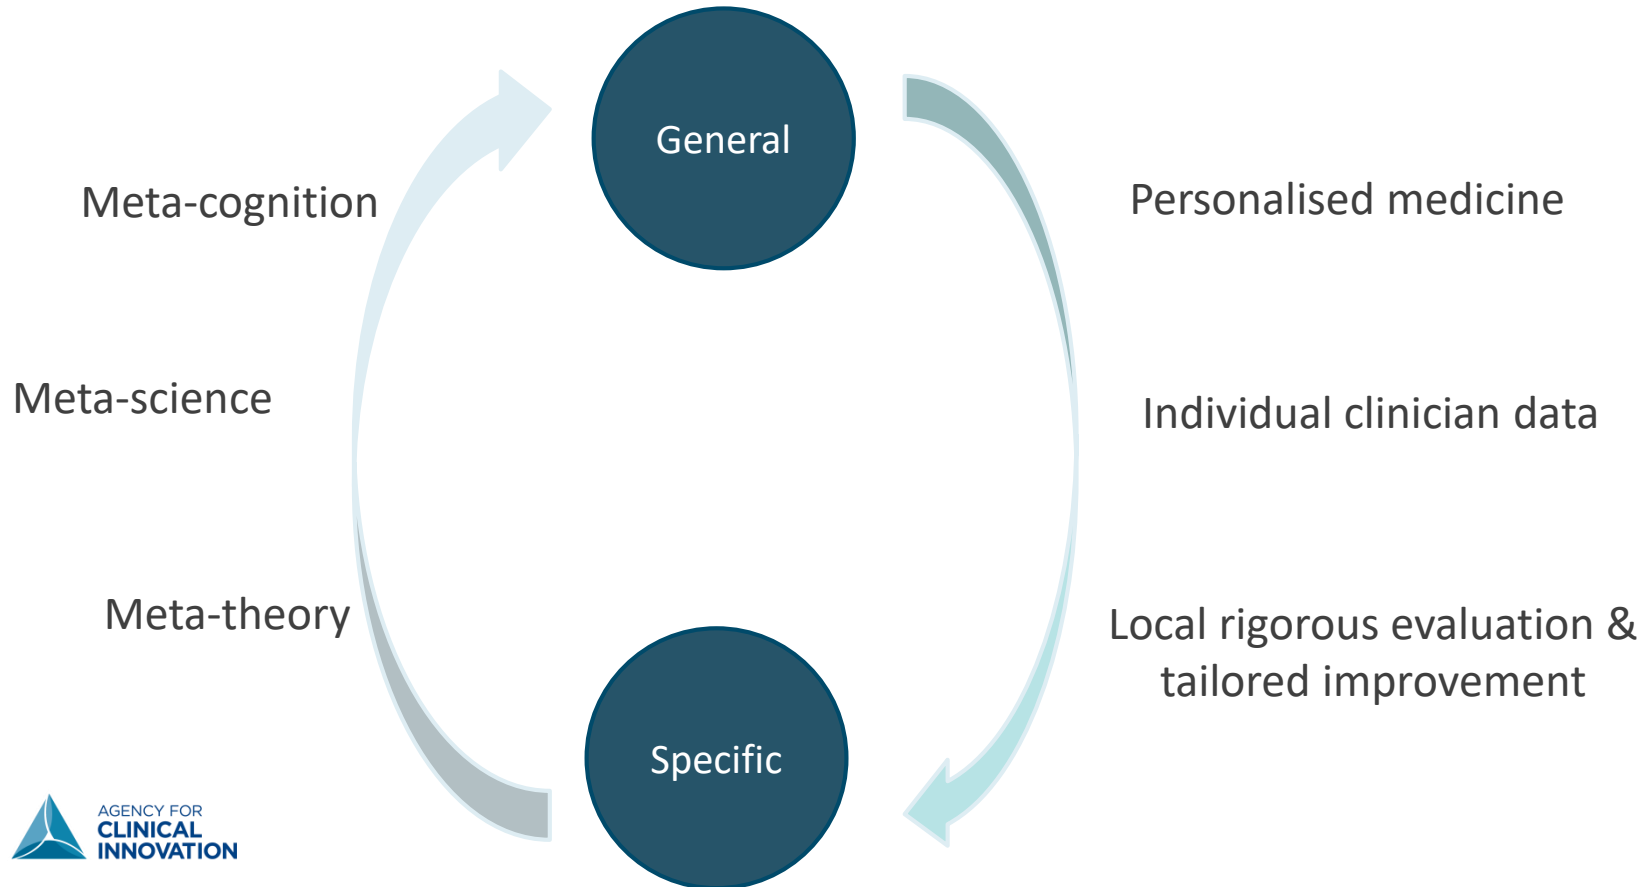 General
Meta-cognition
Personalised medicine
Meta-science
Individual clinician data
Meta-theory
Local rigorous evaluation &
tailored improvement
Specific
AGENCY FOR
CLINICAL
INNOVATION